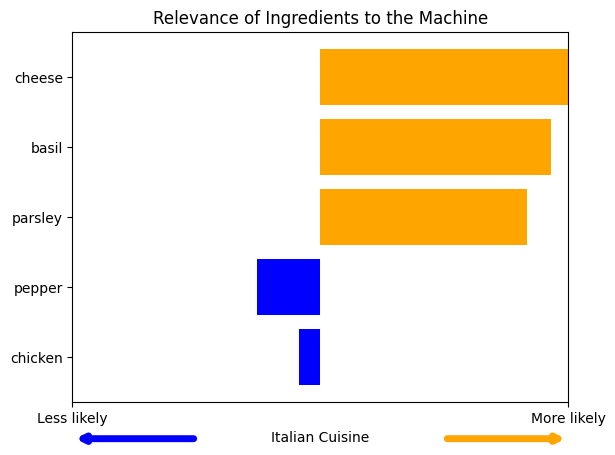 Relevance of Ingredients to the Machine
cheese
basil
parsley
pepper
chicken
Less likely
More likely
Italian Cuisine